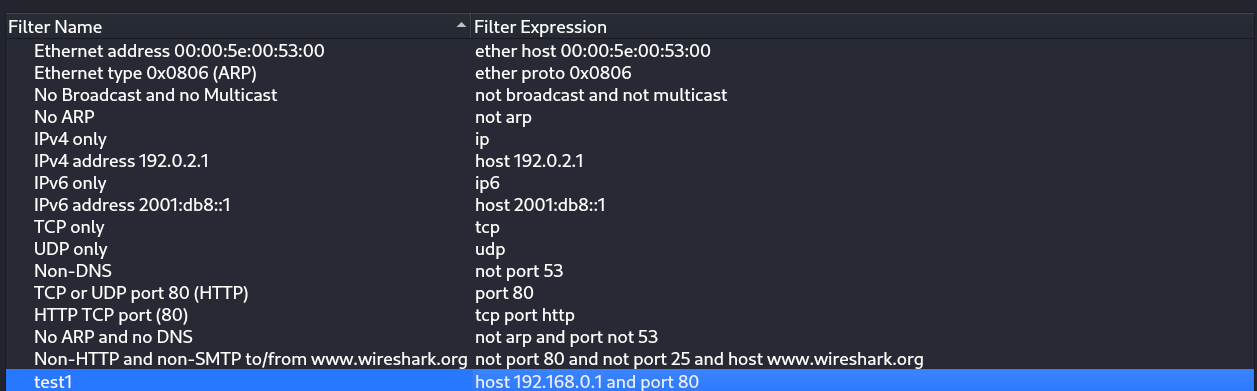 Filter Name Filter Expression
Ethernet address 00:00:5e:00:53:00 ether host 00:00:5e:00:53:00
Ethernet type 0x0806 (ARP) ether proto 0x0806
No Broadcast and no Multicast not broadcast and not multicast
No ARP not arp
IPv4 only ip
IPv4 address 192.0.2.1 host 192.0.2.1
IPv6 only ip6
IPv6 address 2001:db8::1 host 2001:db8::1
TCP only tcp
UDP only udp
Non-DNS not port 53
TCP or UDP port 80 (HTTP) port 80
HTTP TCP port (80) tcp port http
No ARP and no DNS not arp and port not 53
Non-HTTP and non-SMTP to/from www.wireshark.org not port 80 and not port 25 and host www.wireshark.org
test1 host 192.168.0.1 and port 80